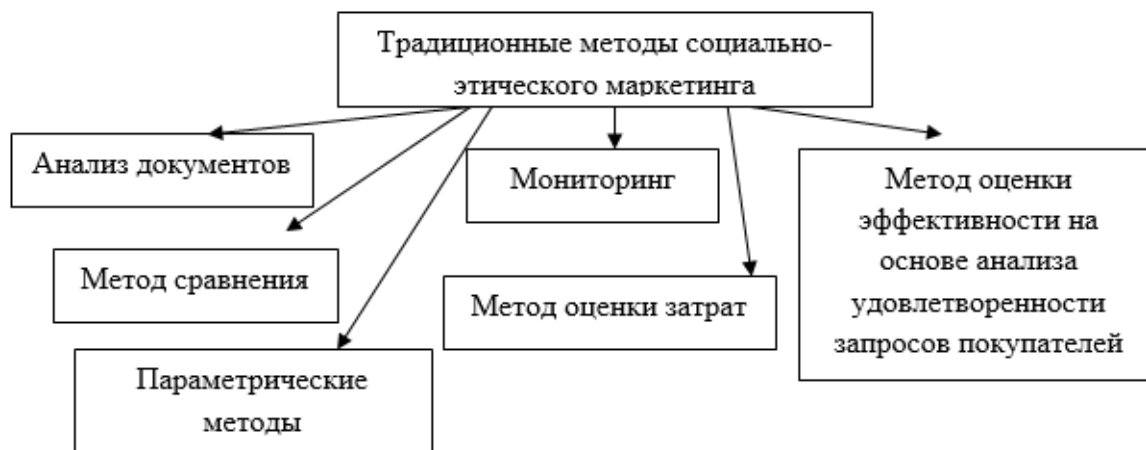 Традиционные методы социально-
этического маркетинга
Анализ документов
Мониторинг
Метод оценки
эффективности на
основе анализа
удовлетворенности
запросов покупателей
Метод сравнения
Метод оценки затрат
Параметрические
методы